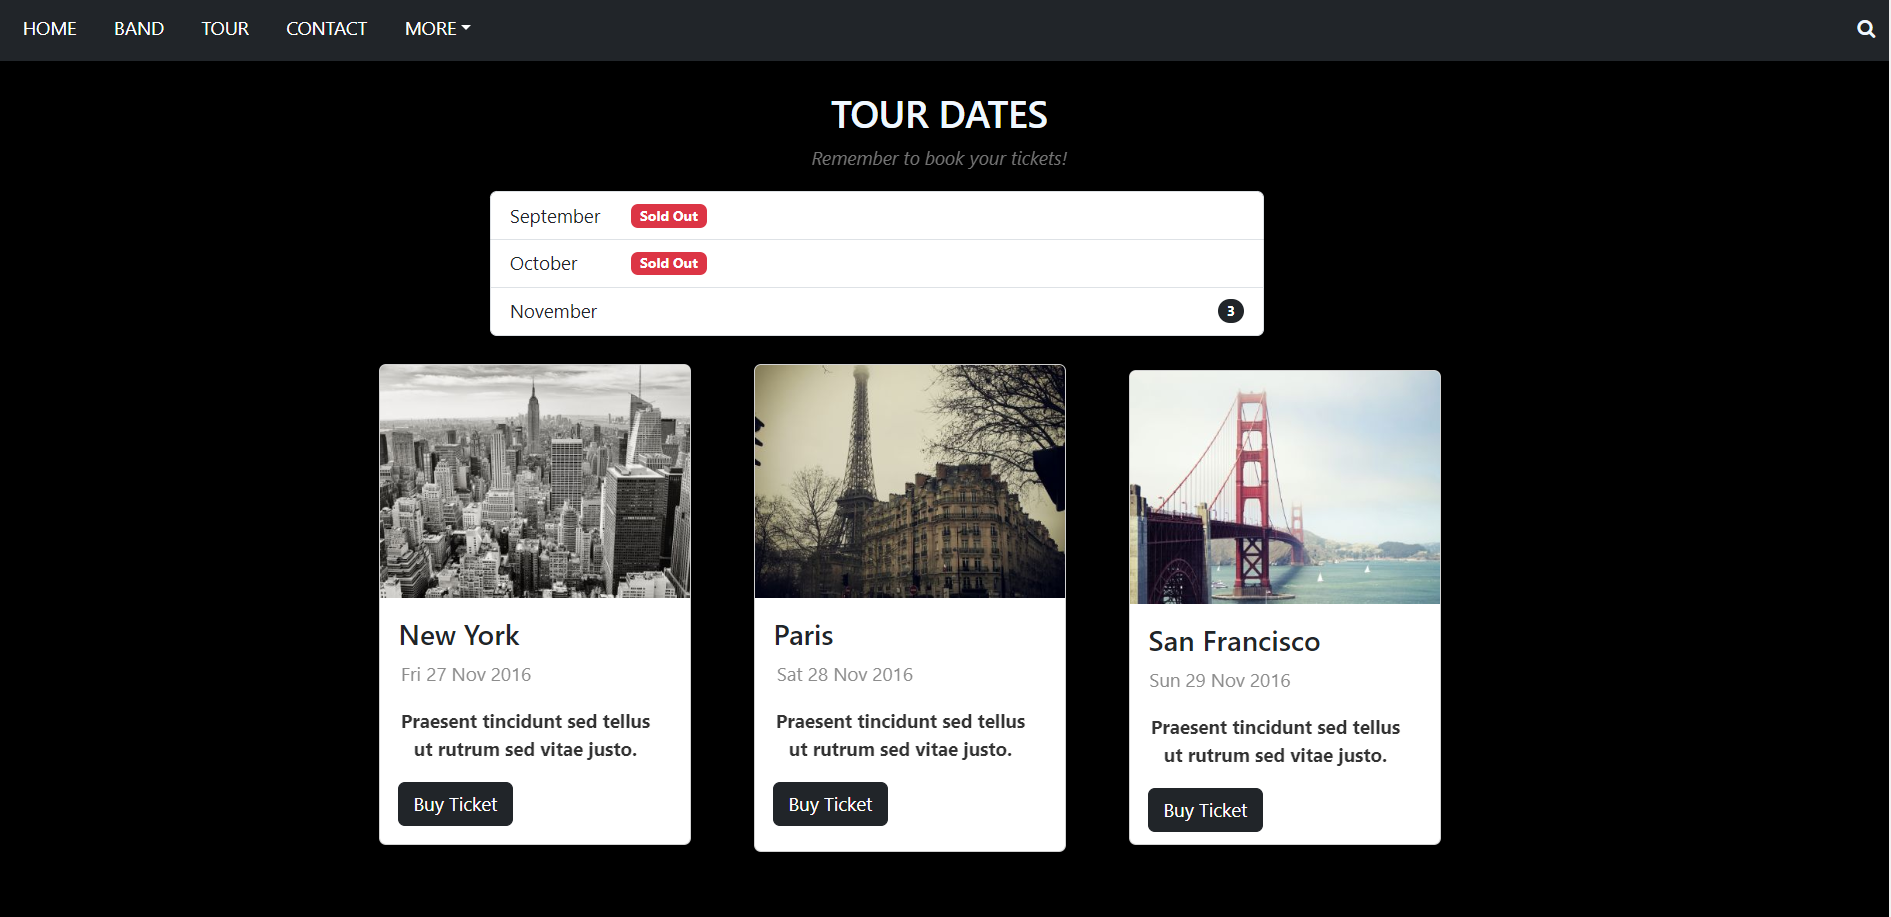 HOME BAND TOUR CONTACT MORE
TOUR DATES
Remember to book your tickets!
September Sold Out
October Sold Out
November 3
New York
Fri 27 Nov 2016
Praesent tincidunt sed tellus
ut rutrum sed vitae justo.
Buy Ticket
Paris
Sat 28 Nov 2016
Praesent tincidunt sed tellus
ut rutrum sed vitae justo.
Buy Ticket
San Francisco
Sun 29 Nov 2016
Praesent tincidunt sed tellus
ut rutrum sed vitae justo.
Buy Ticket